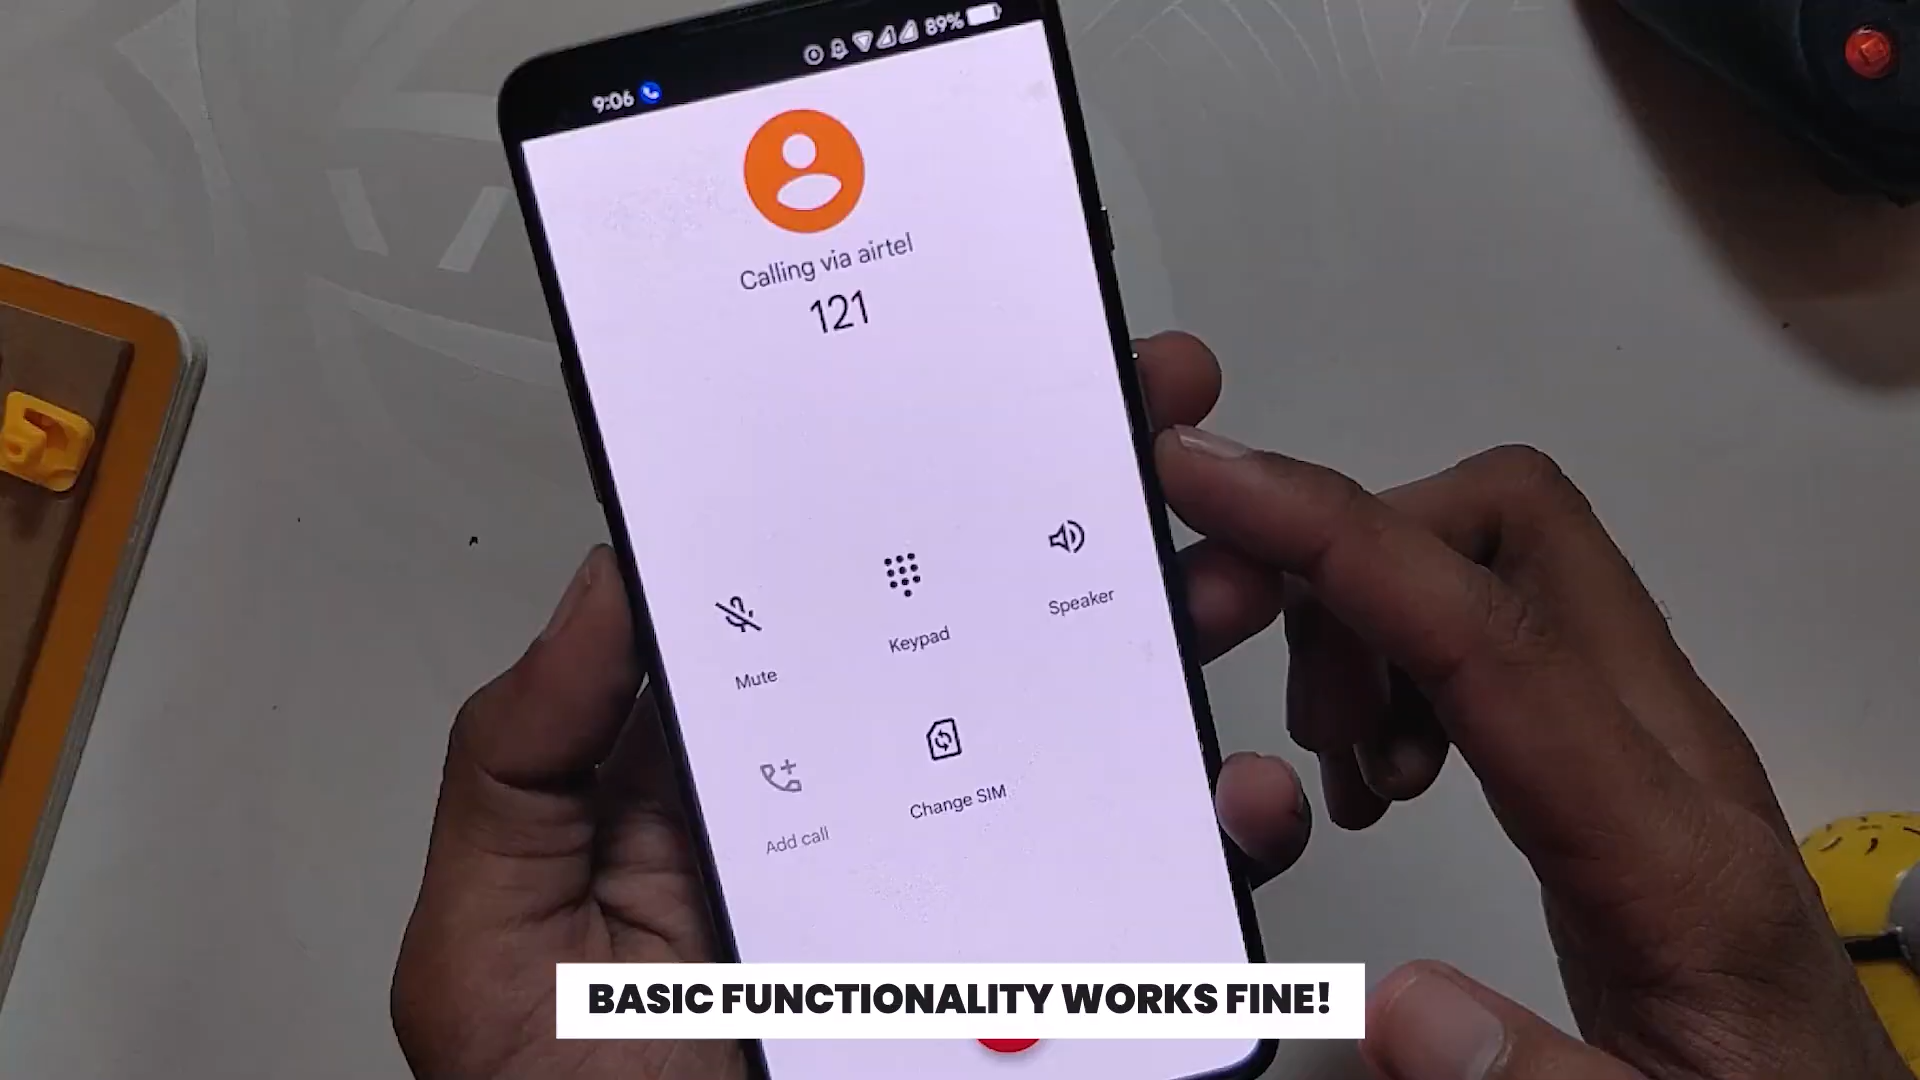 9:06
89%
Calling via airtel
121
Mute
Keypad
Speaker
Add call
Change SIM
BASIC FUNCTIONALITY WORKS FINE!